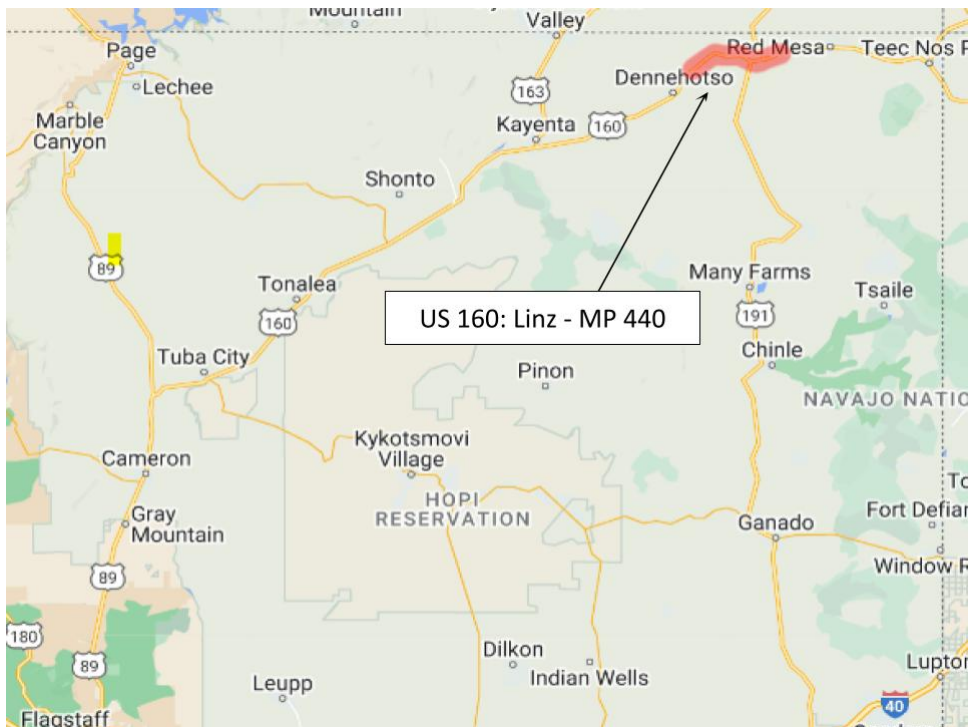 Mountain
Valley
Page
Red Mesa
Teec Nos P
Lechee
Dennehotso
163
Marble
Canyon
Kayenta
160
Shonto
89
Many Farms
Tonalea
Tsaile
US 160: Linz - MP 440
160
191
Tuba City
Chinle
Pinon
NAVAJO NATIO
Kykotsmovi
Village
Cameron
HOPI
RESERVATION
To
Gray
Mountain
Fort Defian
Ganado
Window R
89
180
Dilkon
Indian Wells
89
Lupton
Leupp
40
Flagstaff